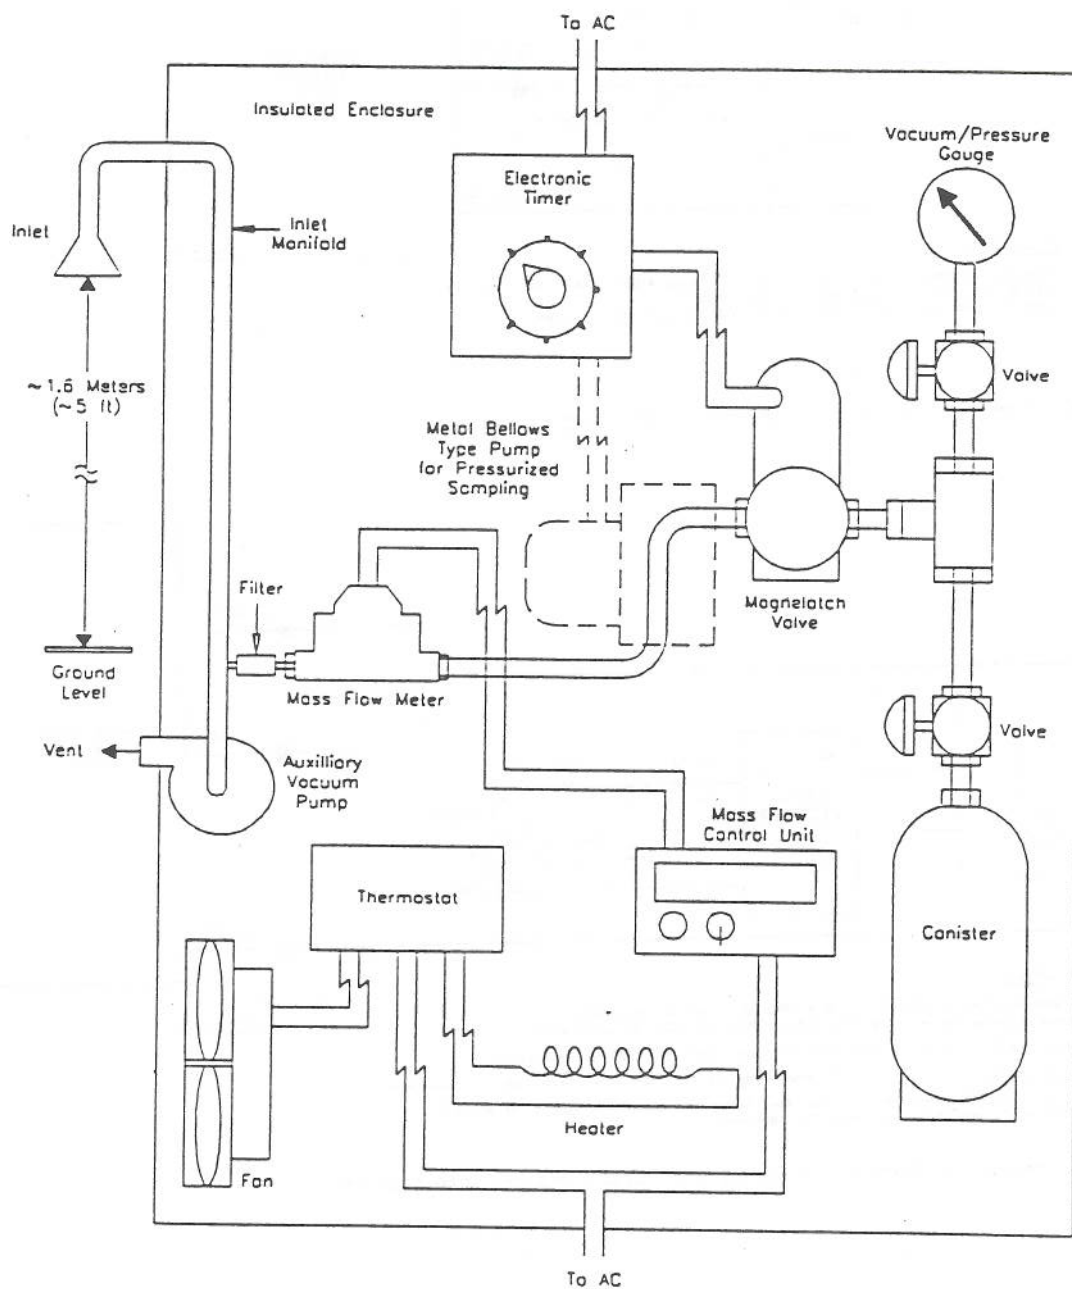 To AC
Insulated Enclosure
Vacuum/Pressure
Gauge
Electronic
Timer
Inlet
Inlet
Manifold
~1.6 Meters
(~5 ft)
Valve
Metal Bellows
Type Pump
for Pressurized
Sampling
Filter
Magnelatch
Valve
Ground
Level
Mass Flow Meter
Valve
Vent
Auxilliary
Vacuum
Pump
Mass Flow
Control Unit
Thermostat
Canister
Heater
Fan
To AC